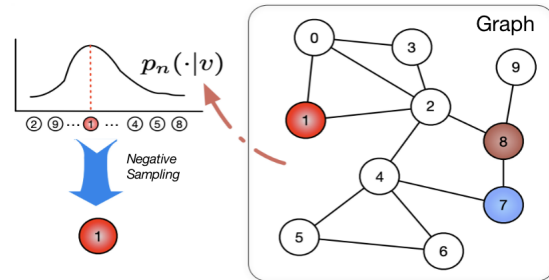 Graph
pₙ(·|v)
② ⑨ ··· ① ··· ④ ⑤ ⑧
Negative
Sampling
1
0
3
9
1
2
8
4
7
5
6